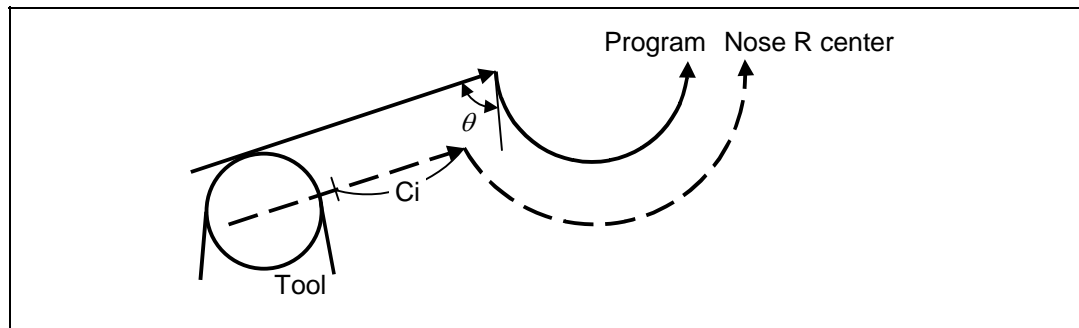 Program Nose R center
θ
Ci
Tool